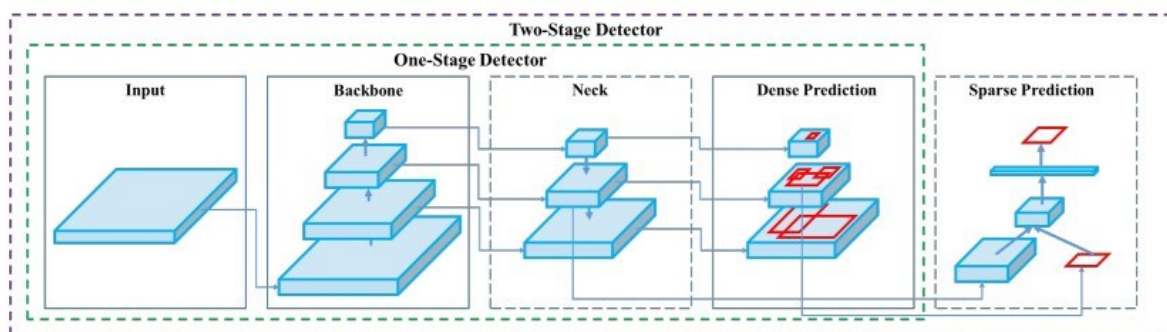 Two-Stage Detector
One-Stage Detector
Input
Backbone
Neck
Dense Prediction
Sparse Prediction